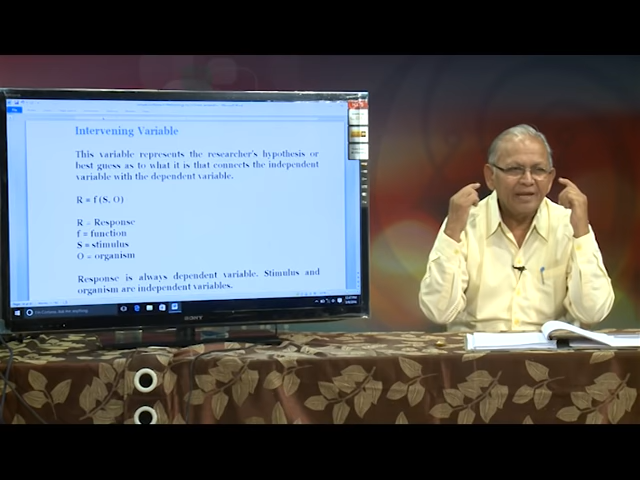 Intervening Variable
This variable represents the researcher's hypothesis or
best guess as to what it is that connects the independent
variable with the dependent variable.
R = f (S, O)
R = Response
f = function
S = stimulus
O = organism
Response is always dependent variable. Stimulus and
organism are independent variables.
SONY